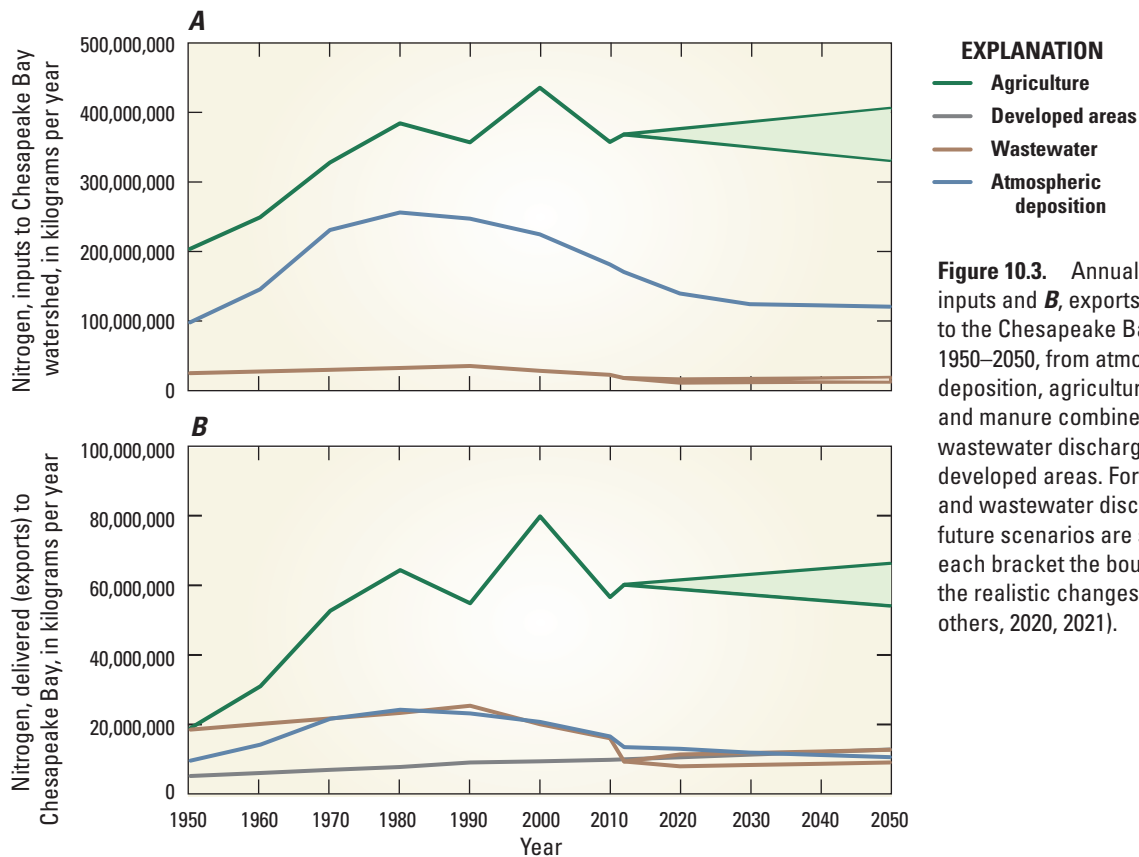 A
Nitrogen, inputs to Chesapeake Bay
watershed, in kilograms per year
500,000,000
400,000,000
300,000,000
200,000,000
100,000,000
0
B
Nitrogen, delivered (exports) to
Chesapeake Bay, in kilograms per year
100,000,000
80,000,000
60,000,000
40,000,000
20,000,000
0
1950 1960 1970 1980 1990 2000 2010 2020 2030 2040 2050
Year
EXPLANATION
Agriculture
Developed areas
Wastewater
Atmospheric
deposition
Figure 10.3. Annual
inputs and B, exports
to the Chesapeake Ba
1950–2050, from atmo
deposition, agricultur
and manure combine
wastewater discharg
developed areas. For
and wastewater disc
future scenarios are
each bracket the bou
the realistic changes
others, 2020, 2021).